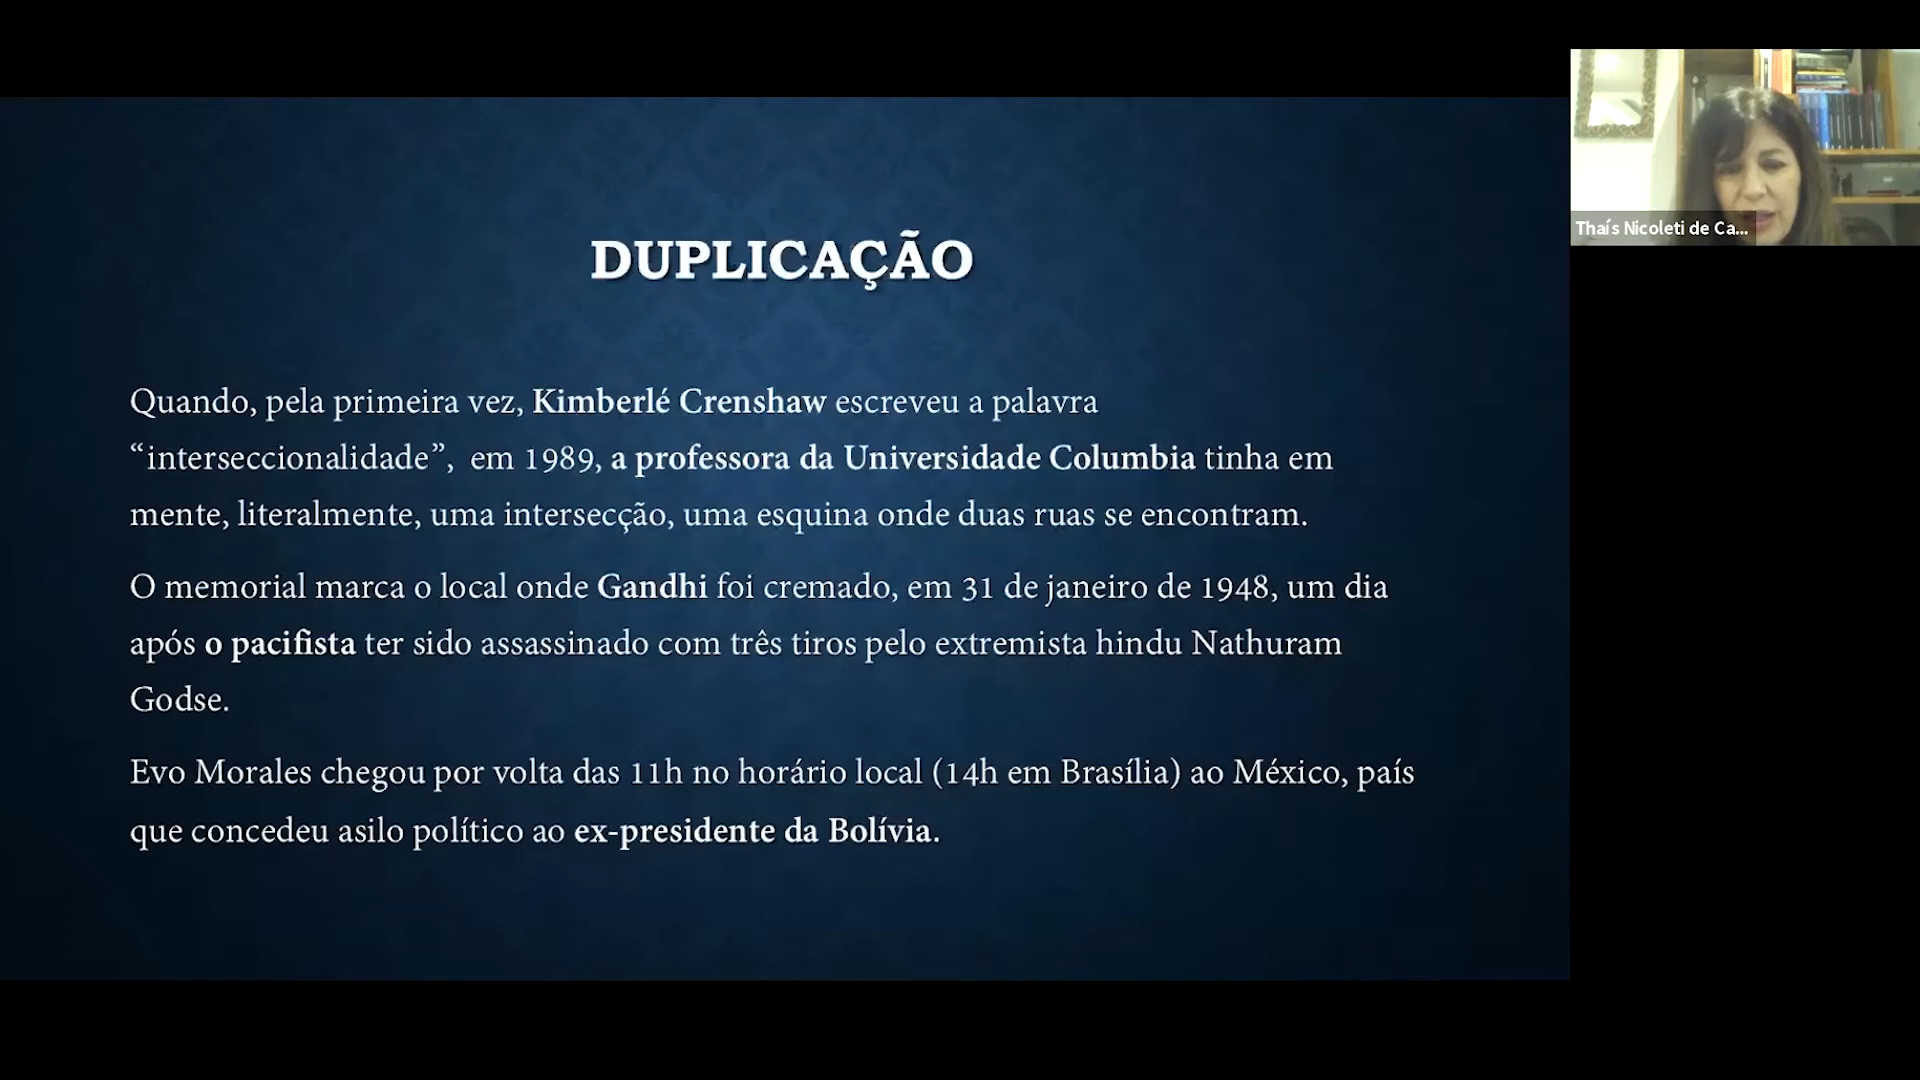 DUPLICAÇÃO
Quando, pela primeira vez, Kimberlé Crenshaw escreveu a palavra
“interseccionalidade”, em 1989, a professora da Universidade Columbia tinha em
mente, literalmente, uma intersecção, uma esquina onde duas ruas se encontram.
O memorial marca o local onde Gandhi foi cremado, em 31 de janeiro de 1948, um dia
após o pacifista ter sido assassinado com três tiros pelo extremista hindu Nathuram
Godse.
Evo Morales chegou por volta das 11h no horário local (14h em Brasília) ao México, país
que concedeu asilo político ao ex-presidente da Bolívia.
Thaís Nicoleti de Ca...